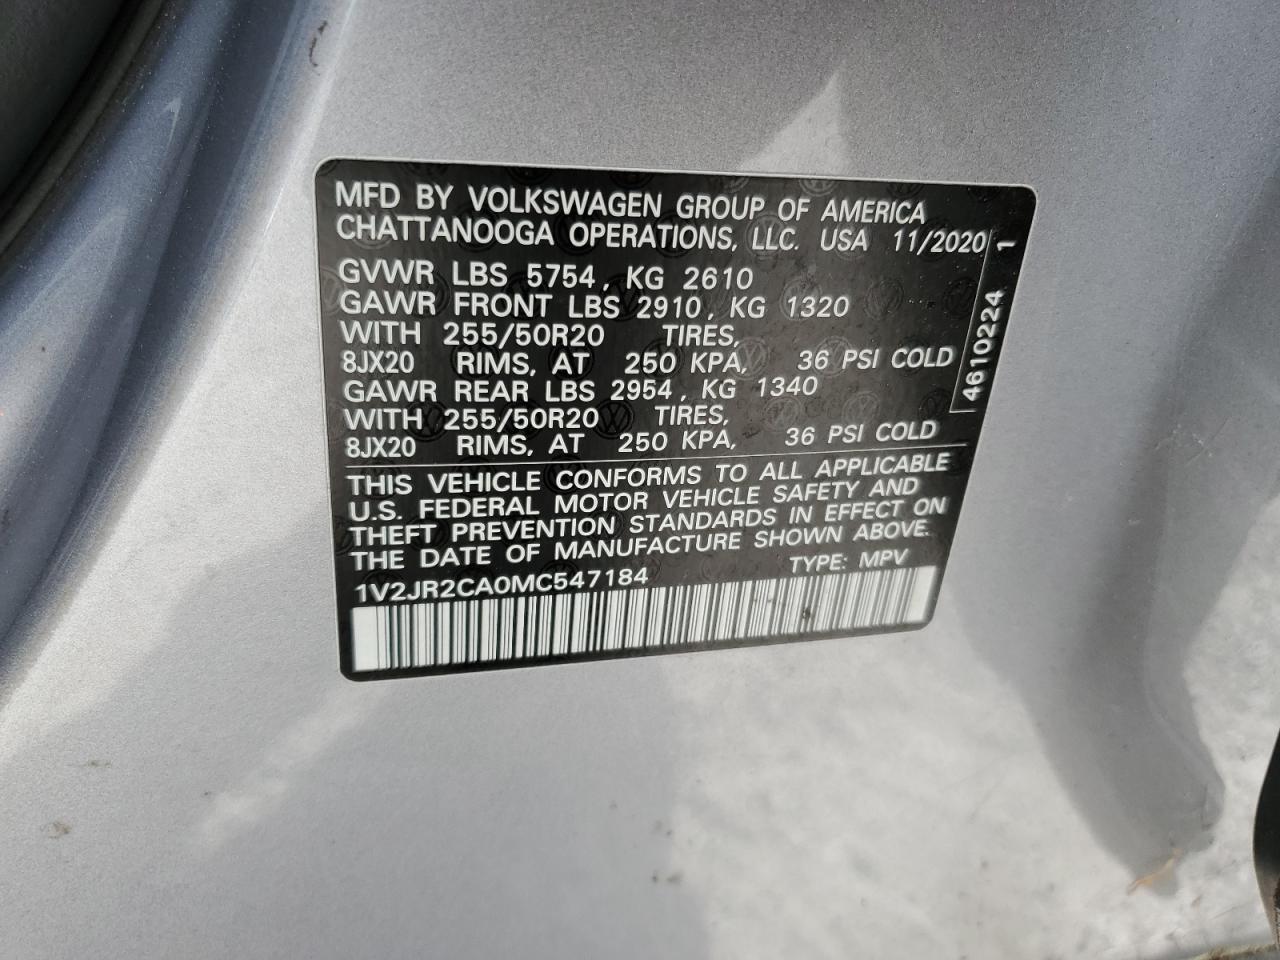 MFD BY VOLKSWAGEN GROUP OF AMERICA
CHATTANOOGA OPERATIONS, LLC. USA 11/2020
GVWR LBS 5754, KG 2610
GAWR FRONT LBS 2910, KG 1320
WITH 255/50R20 TIRES,
8JX20 RIMS, AT 250 KPA, 36 PSI COLD
GAWR REAR LBS 2954, KG 1340
WITH 255/50R20 TIRES,
8JX20 RIMS, AT 250 KPA, 36 PSI COLD
4610224 1
THIS VEHICLE CONFORMS TO ALL APPLICABLE
U.S. FEDERAL MOTOR VEHICLE SAFETY AND
THEFT PREVENTION STANDARDS IN EFFECT ON
THE DATE OF MANUFACTURE SHOWN ABOVE.
1V2JR2CA0MC547184 TYPE: MPV